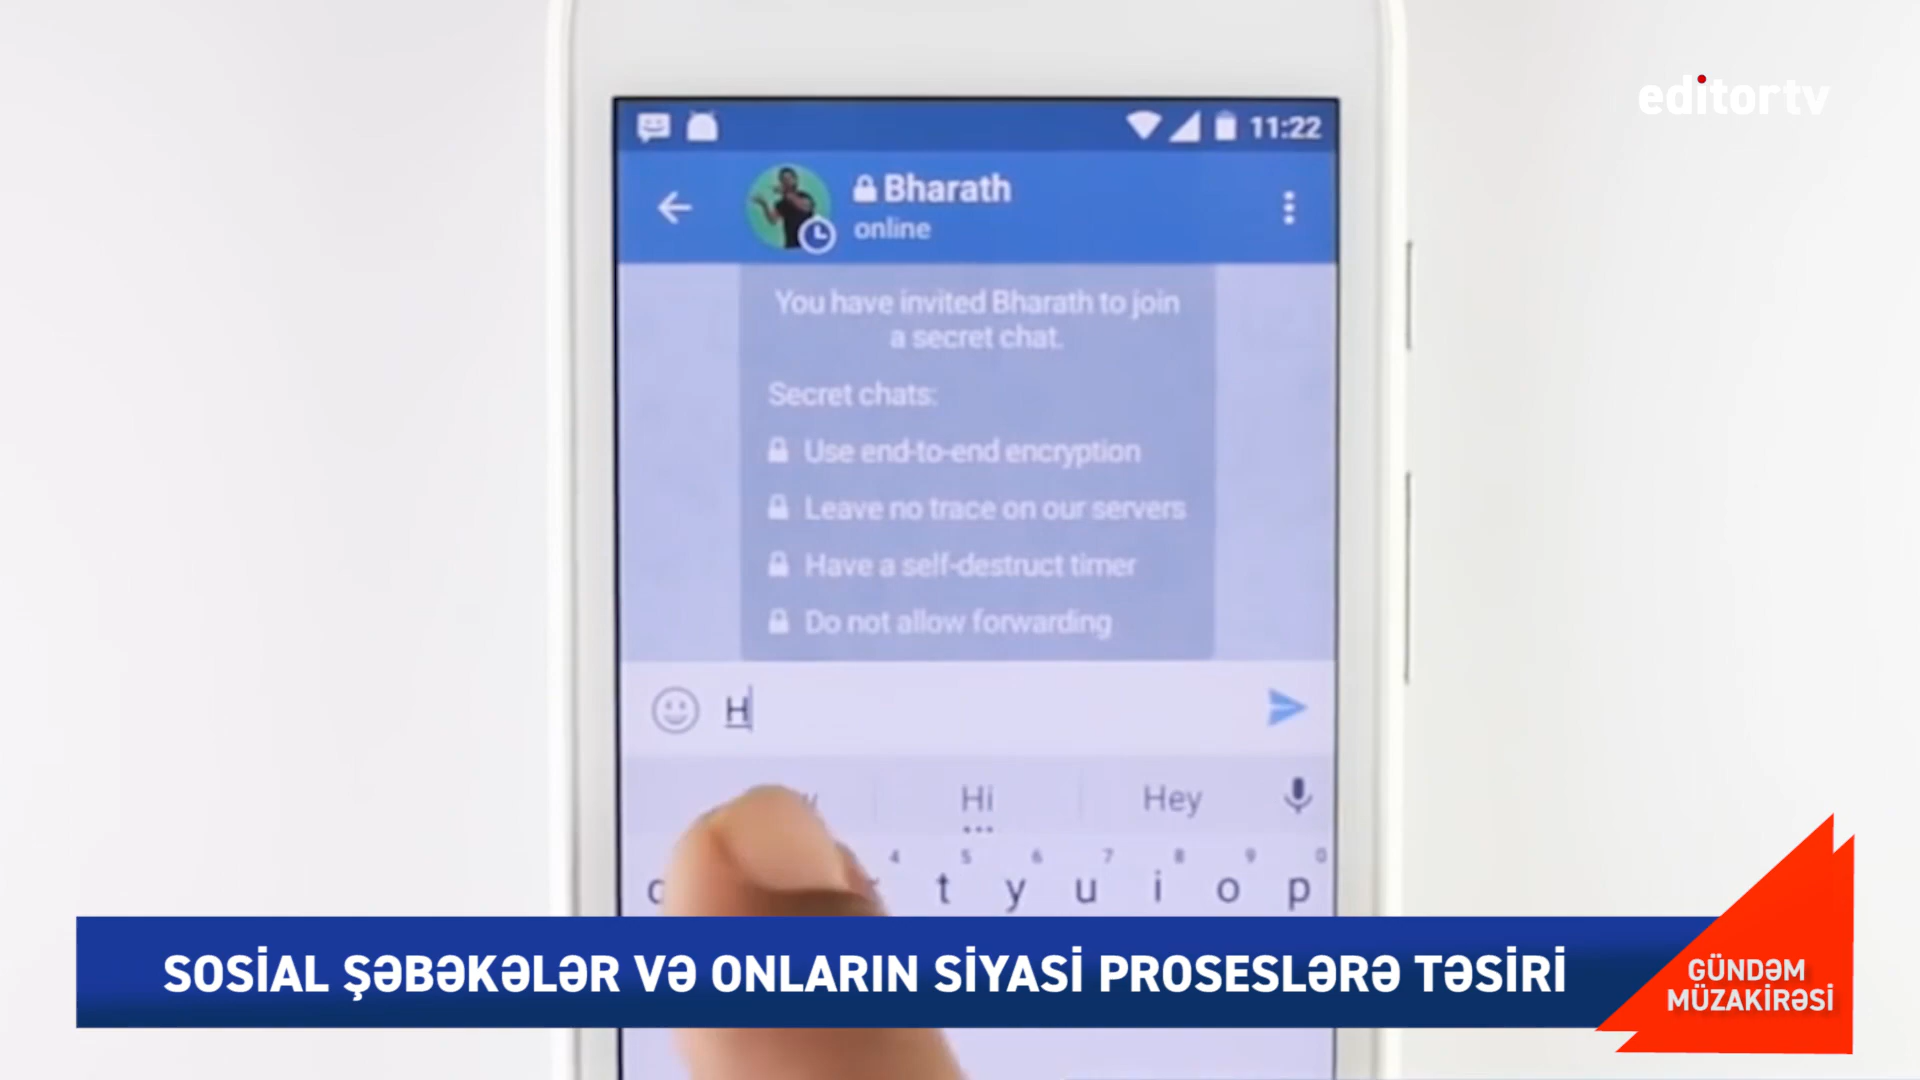 editortv
11:22
Bharath
online
You have invited Bharath to join
a secret chat.
Secret chats:
Use end-to-end encryption
Leave no trace on our servers
Have a self-destruct timer
Do not allow forwarding
H
Hi
Hey
4 5 6 7 8 9 0
t y u i o p
SOSİAL ŞƏBƏKƏLƏR VƏ ONLARIN SİYASİ PROSESLƏRƏ TƏSİRİ
GÜNDƏM
MÜZAKİRƏSİ